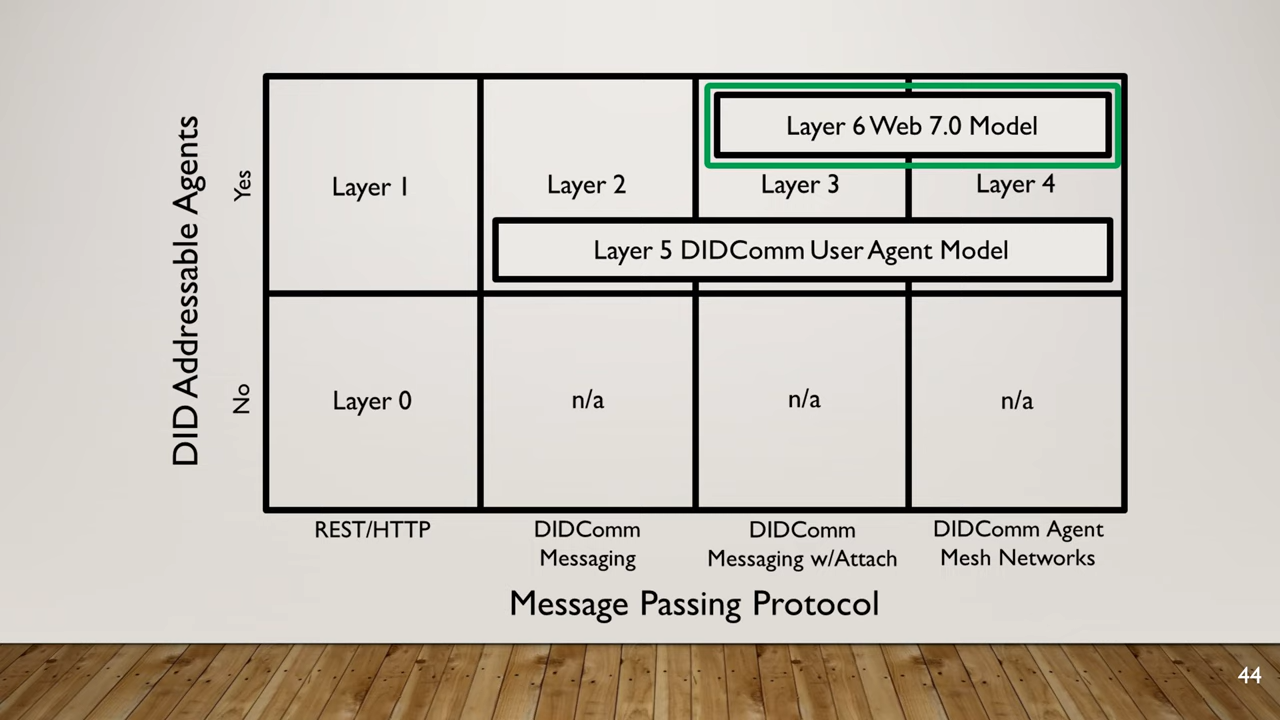 DID Addressable Agents
Yes
No
Layer 6 Web 7.0 Model
Layer 1
Layer 2
Layer 3
Layer 4
Layer 5 DIDComm User Agent Model
Layer 0
n/a
n/a
n/a
REST/HTTP
DIDComm
Messaging
DIDComm
Messaging w/Attach
DIDComm Agent
Mesh Networks
Message Passing Protocol
44